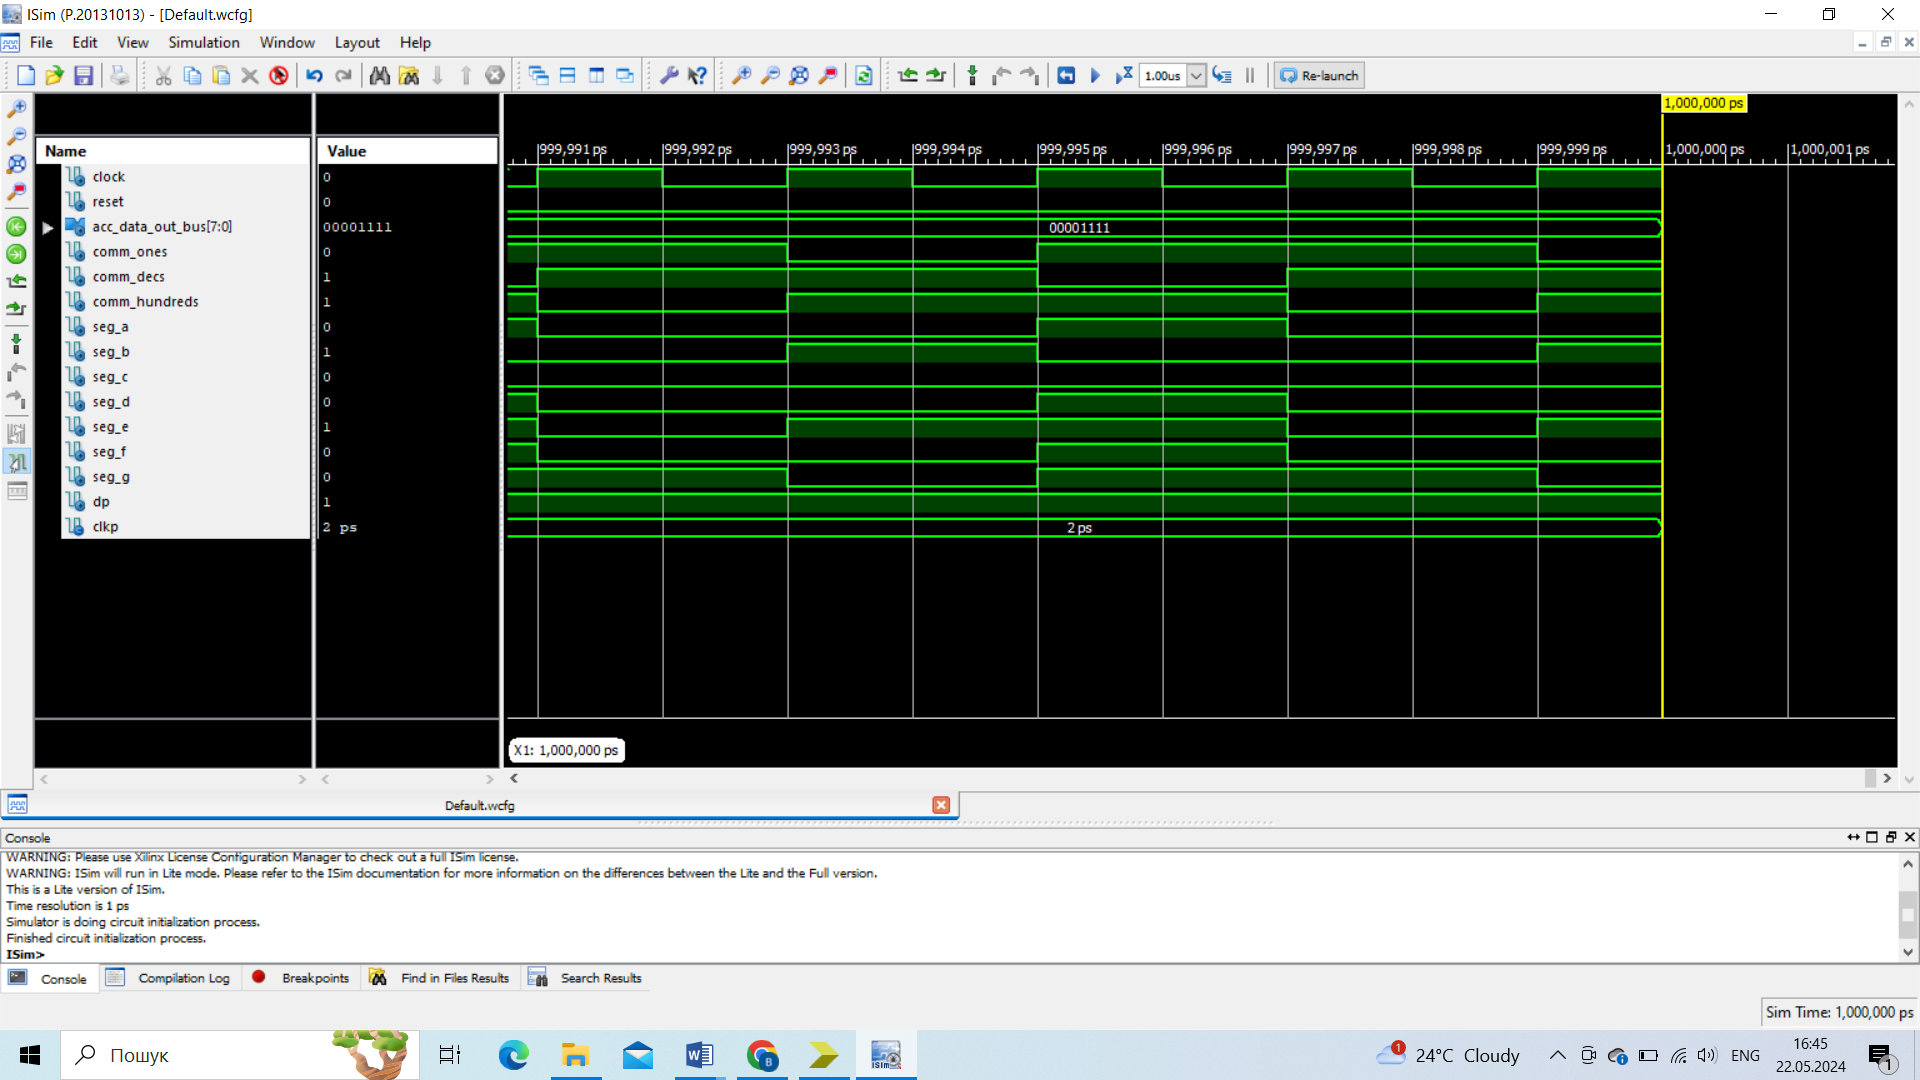 ISim (P.20131013) - [Default.wcfg]
File Edit View Simulation Window Layout Help
1.00us Re-launch
1,000,000 ps
Name Value
999,991 ps 999,992 ps 999,993 ps 999,994 ps 999,995 ps 999,996 ps 999,997 ps 999,998 ps 999,999 ps 1,000,000 ps 1,000,001 ps
clock 0
reset 0
acc_data_out_bus[7:0] 00001111 00001111
comm_ones 0
comm_decs 1
comm_hundreds 1
seg_a 0
seg_b 1
seg_c 0
seg_d 0
seg_e 1
seg_f 0
seg_g 0
dp 1
clkp 2 ps 2 ps
X1: 1,000,000 ps
Default.wcfg
Console
WARNING: Please use Xilinx License Configuration Manager to check out a full ISim license.
WARNING: ISim will run in Lite mode. Please refer to the ISim documentation for more information on the differences between the Lite and the Full version.
This is a Lite version of ISim.
Time resolution is 1 ps
Simulator is doing circuit initialization process.
Finished circuit initialization process.
ISim>
Console Compilation Log Breakpoints Find in Files Results Search Results
Sim Time: 1,000,000 ps
Пошук
ISim
1
24°C Cloudy
ENG
16:45
22.05.2024
1